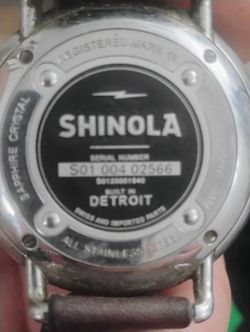 REGISTERED MARK
SHINOLA
SERIAL NUMBER
S01 004 02566
S0120001940
BUILT IN
DETROIT
SWISS AND IMPORTED PARTS
SAPPHIRE CRYSTAL
ALL STAINLESS STEEL